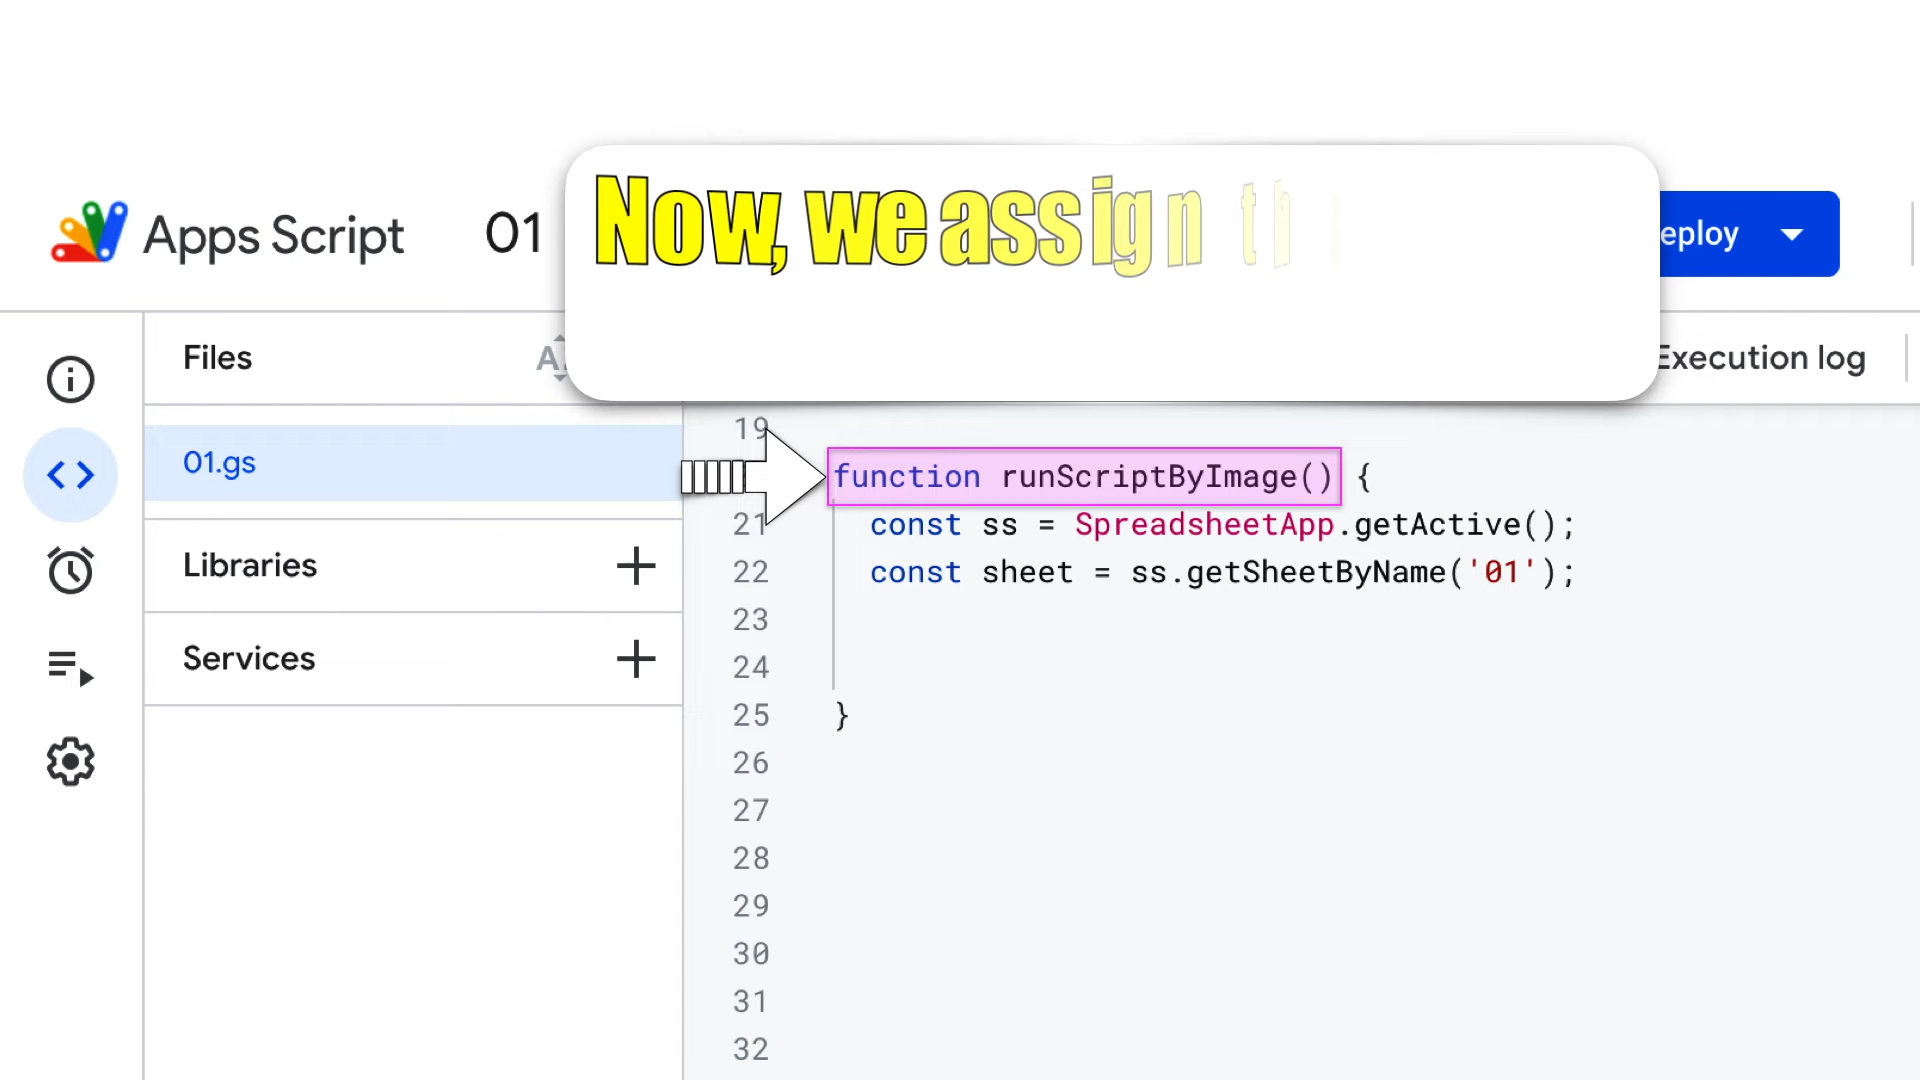 Now, we assign th
Apps Script
01
eploy
Files
Execution log
01.gs
Libraries
Services
19
function runScriptByImage() {
21 const ss = SpreadsheetApp.getActive();
22 const sheet = ss.getSheetByName('01');
23
24
25 }
26
27
28
29
30
31
32